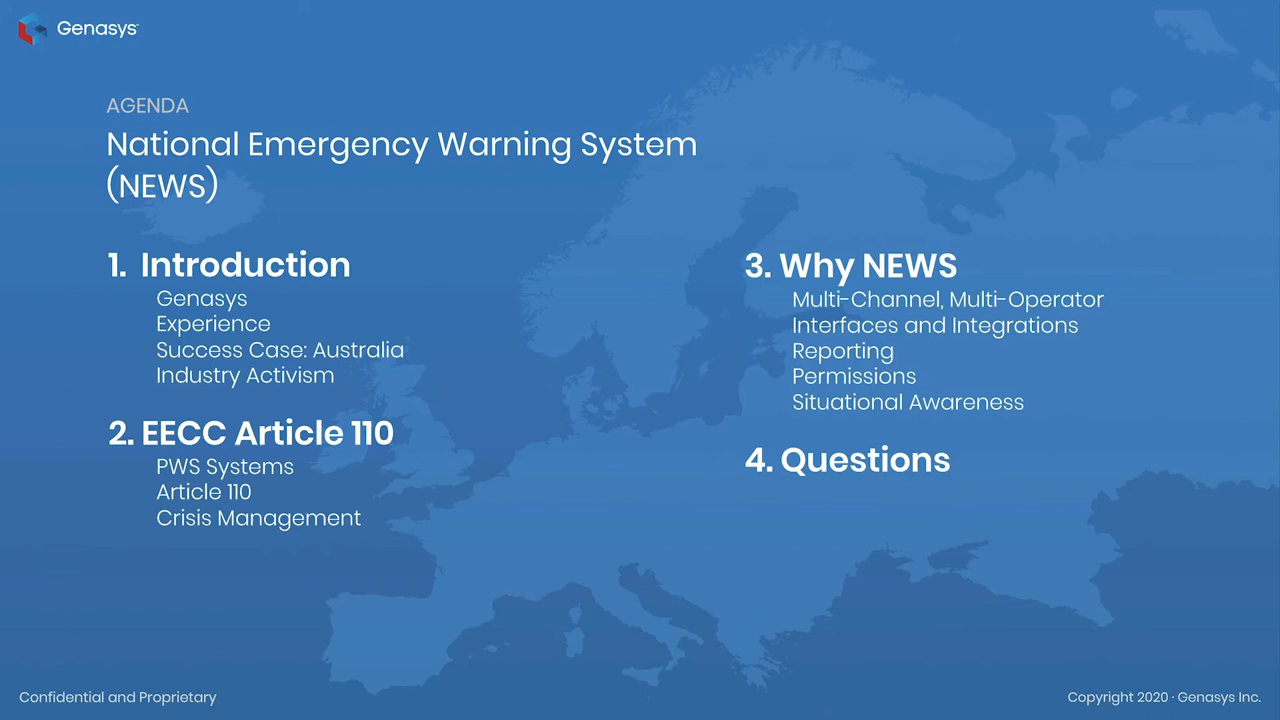 Genasys™
AGENDA
National Emergency Warning System
(NEWS)
1. Introduction
Genasys
Experience
Success Case: Australia
Industry Activism
2. EECC Article 110
PWS Systems
Article 110
Crisis Management
3. Why NEWS
Multi-Channel, Multi-Operator
Interfaces and Integrations
Reporting
Permissions
Situational Awareness
4. Questions
Confidential and Proprietary
Copyright 2020 · Genasys Inc.